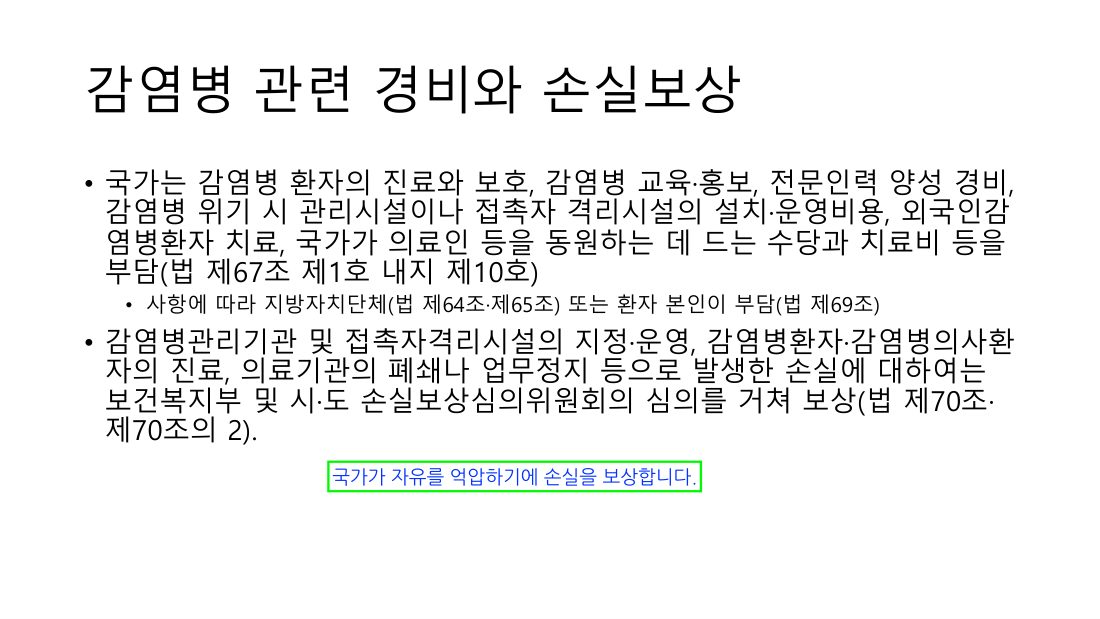 감염병 관련 경비와 손실보상
• 국가는 감염병 환자의 진료와 보호, 감염병 교육·홍보, 전문인력 양성 경비,
감염병 위기 시 관리시설이나 접촉자 격리시설의 설치·운영비용, 외국인감
염병환자 치료, 국가가 의료인 등을 동원하는 데 드는 수당과 치료비 등을
부담(법 제67조 제1호 내지 제10호)
• 사항에 따라 지방자치단체(법 제64조·제65조) 또는 환자 본인이 부담(법 제69조)
• 감염병관리기관 및 접촉자격리시설의 지정·운영, 감염병환자·감염병의사환
자의 진료, 의료기관의 폐쇄나 업무정지 등으로 발생한 손실에 대하여는
보건복지부 및 시·도 손실보상심의위원회의 심의를 거쳐 보상(법 제70조·
제70조의 2).
국가가 자유를 억압하기에 손실을 보상합니다.